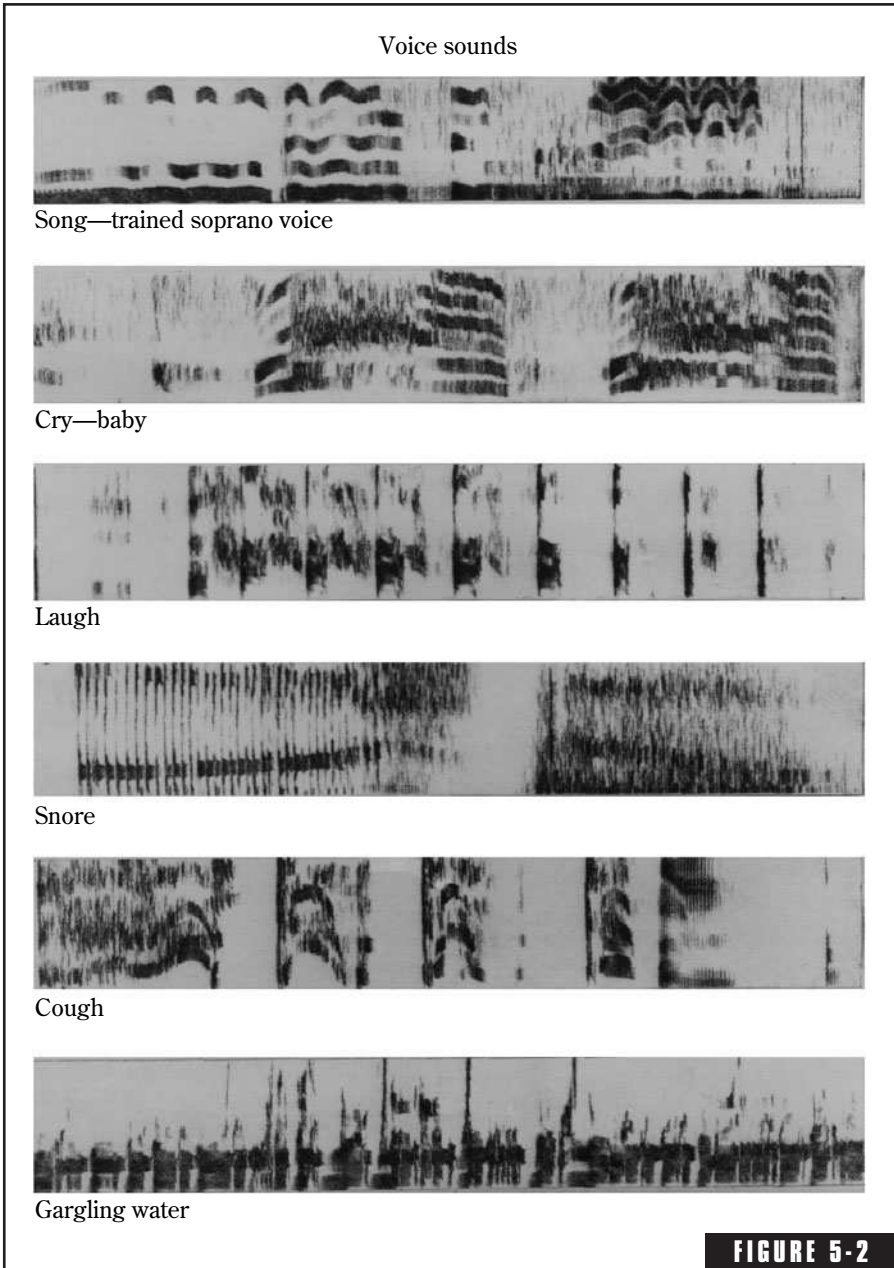 Voice sounds
Song—trained soprano voice
Cry—baby
Laugh
Snore
Cough
Gargling water
FIGURE 5-2